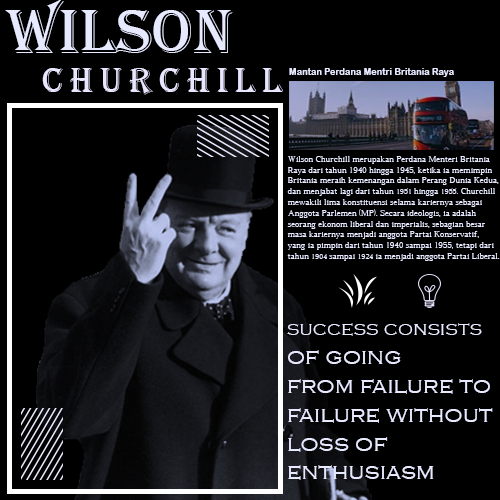 WILSON
CHURCHILL
Mantan Perdana Mentri Britania Raya
Wilson Churchill merupakan Perdana Menteri Britania
Raya dari tahun 1940 hingga 1945, ketika ia memimpin
Britania meraih kemenangan dalam Perang Dunia Kedua,
dan menjabat lagi dari tahun 1951 hingga 1955. Churchill
mewakili lima konstituensi selama kariernya sebagai
Anggota Parlemen (MP). Secara ideologis, ia adalah
seorang ekonom liberal dan imperialis, sebagian besar
masa kariernya menjadi anggota Partai Konservatif,
yang ia pimpin dari tahun 1940 sampai 1955, tetapi dari
tahun 1904 sampai 1924 ia menjadi anggota Partai Liberal.
SUCCESS CONSISTS
OF GOING
FROM FAILURE TO
FAILURE WITHOUT
LOSS OF
ENTHUSIASM